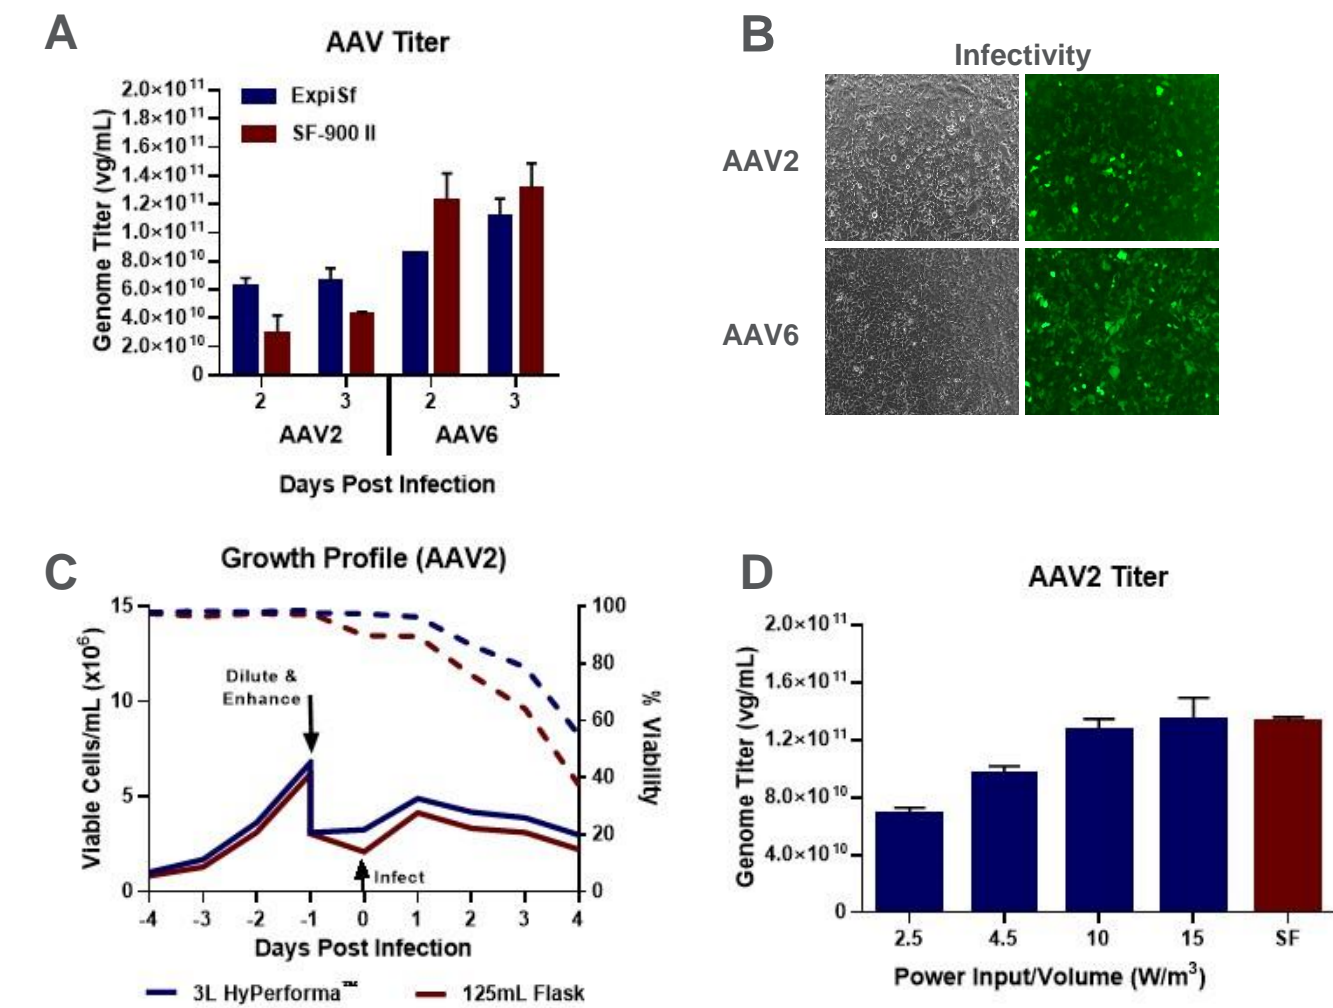 A
AAV Titer
Genome Titer (vg/mL)
2.0×10¹¹
1.8×10¹¹
1.6×10¹¹
1.4×10¹¹
1.2×10¹¹
1.0×10¹¹
8.0×10¹⁰
6.0×10¹⁰
4.0×10¹⁰
2.0×10¹⁰
0
ExpiSf
SF-900 II
2 3 2 3
AAV2 AAV6
Days Post Infection
B
Infectivity
AAV2
AAV6
C
Growth Profile (AAV2)
Viable Cells/mL (x10⁶)
15
10
5
0
Dilute &
Enhance
Infect
100
80
60
40
20
0
% Viability
-4 -3 -2 -1 0 1 2 3 4
Days Post Infection
3L HyPerforma™ 125mL Flask
D
AAV2 Titer
Genome Titer (vg/mL)
2.0×10¹¹
1.6×10¹¹
1.2×10¹¹
8.0×10¹⁰
4.0×10¹⁰
0
2.5 4.5 10 15 SF
Power Input/Volume (W/m³)